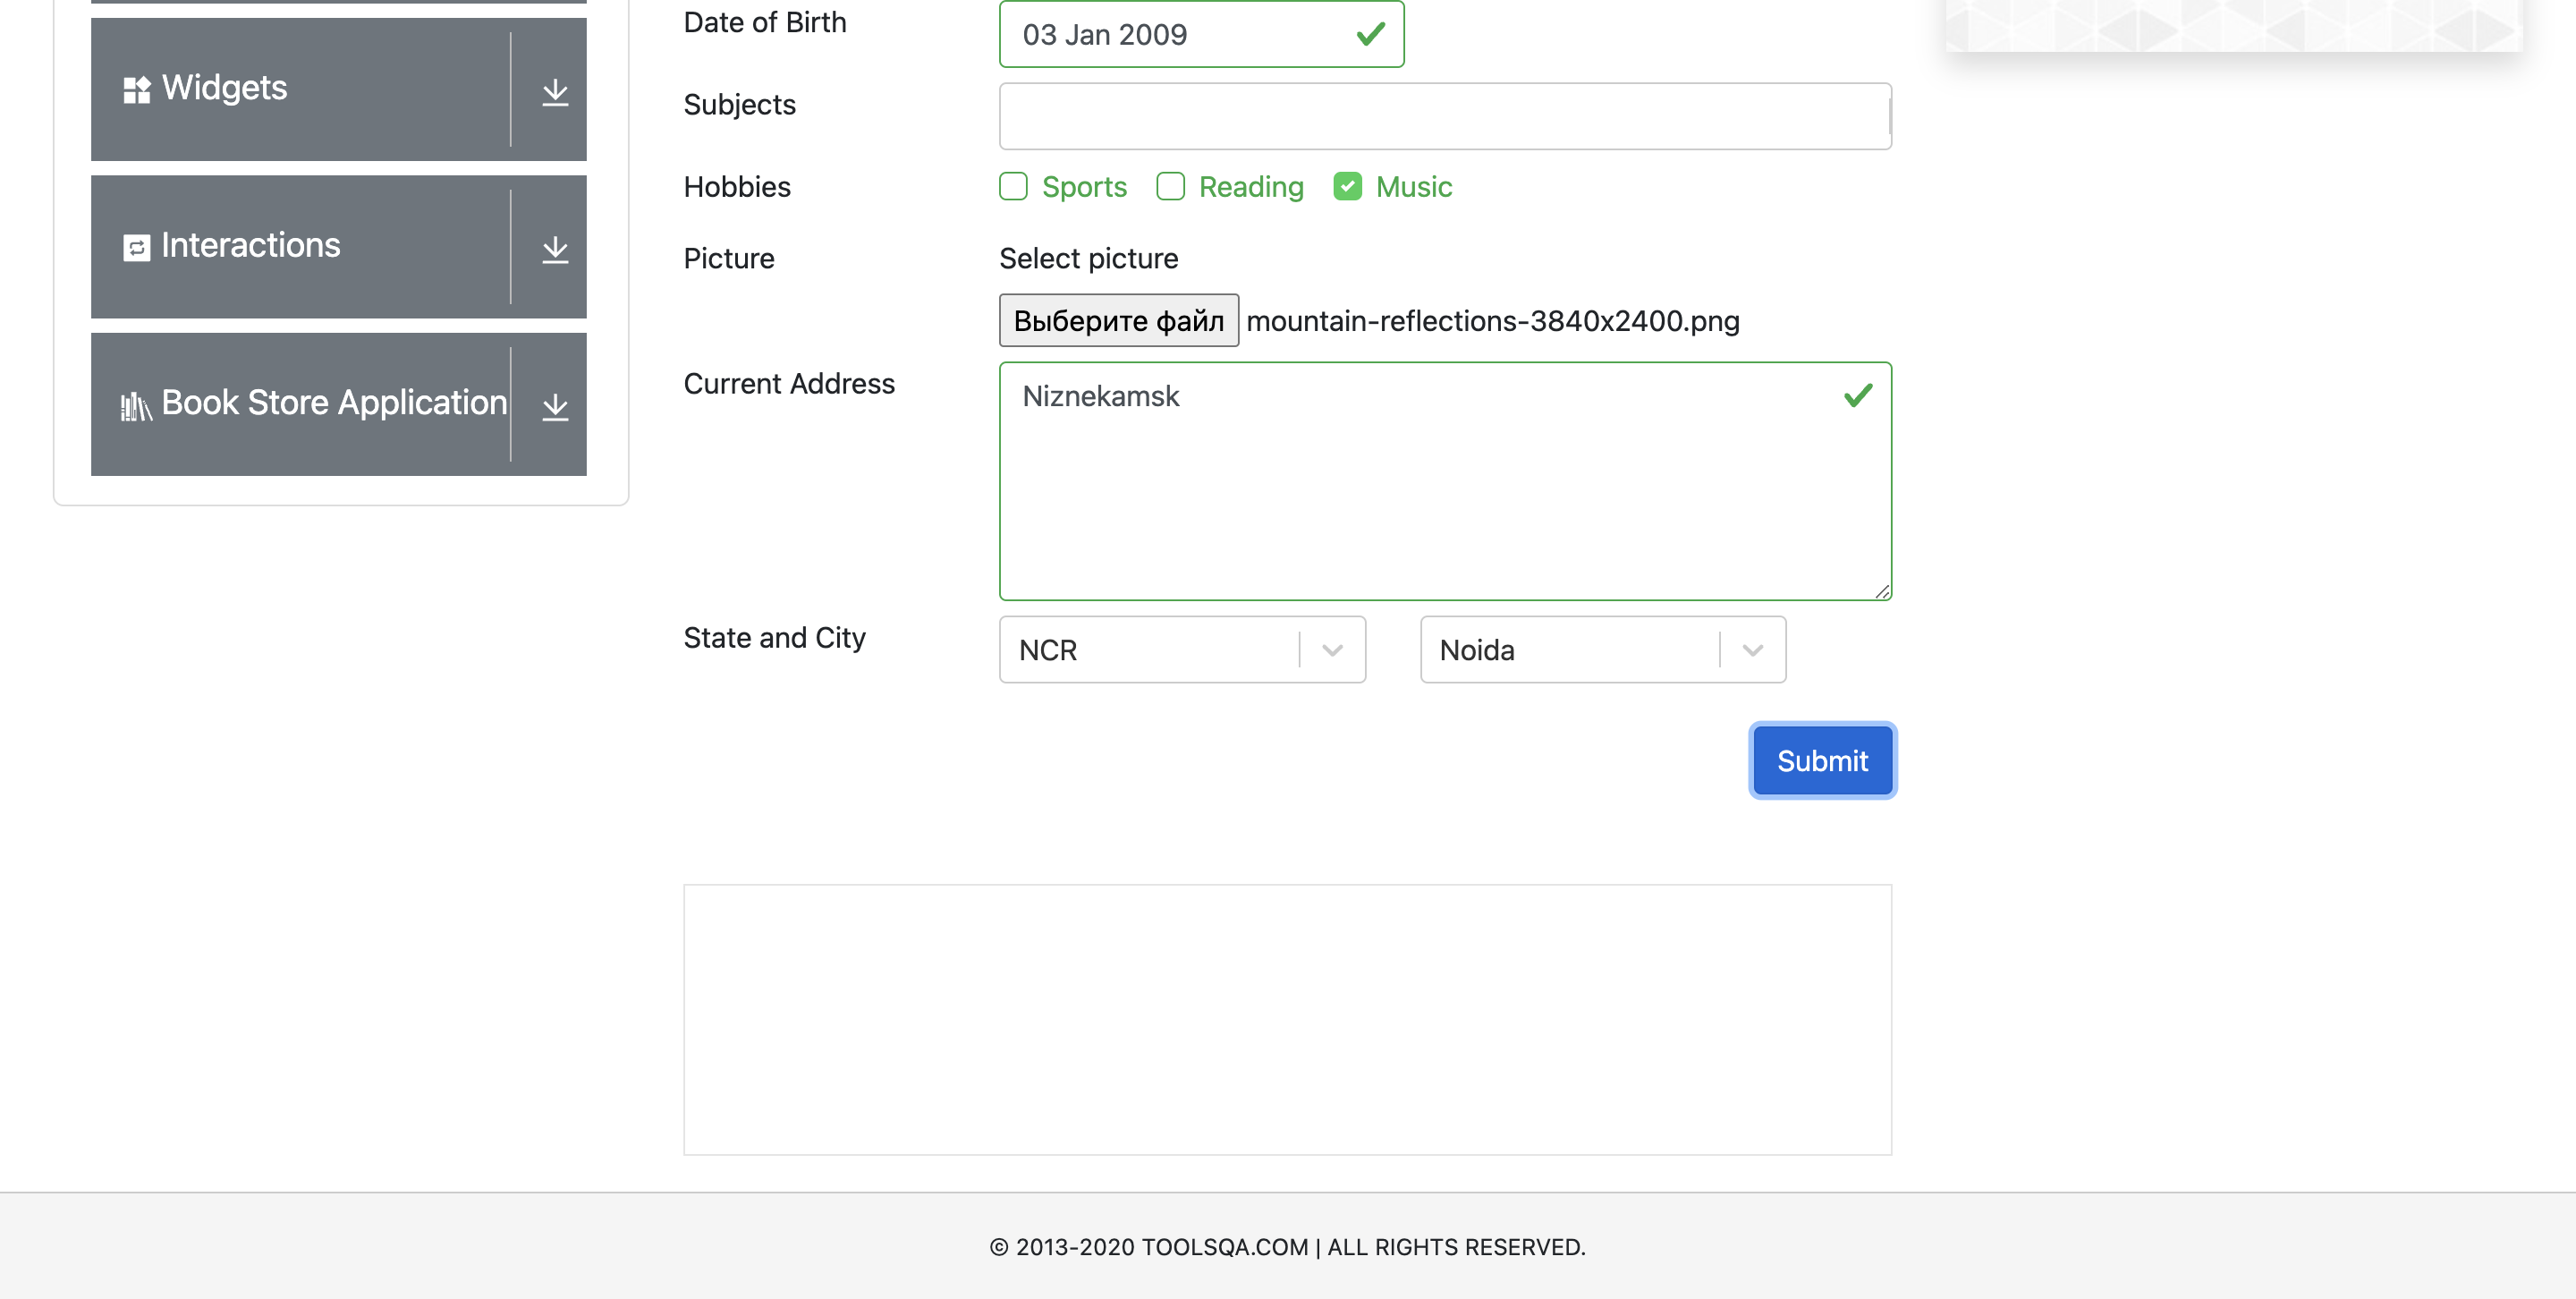 Widgets
Interactions
Book Store Application
Date of Birth
03 Jan 2009
Subjects
Hobbies
Sports Reading Music
Picture
Select picture
Выберите файл mountain-reflections-3840x2400.png
Current Address
Niznekamsk
State and City
NCR Noida
Submit
© 2013-2020 TOOLSQA.COM | ALL RIGHTS RESERVED.